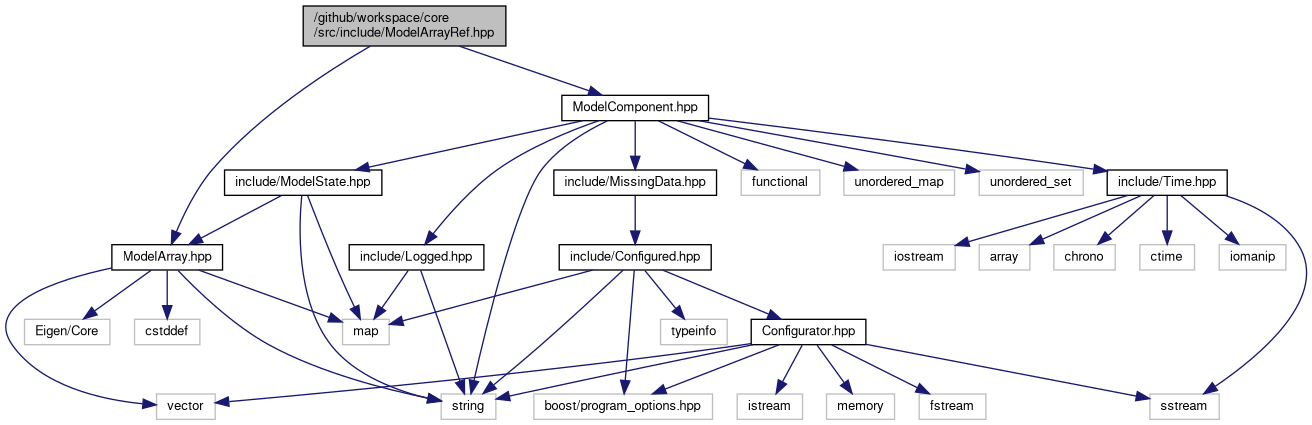 /github/workspace/core
/src/include/ModelArrayRef.hpp
ModelComponent.hpp
include/ModelState.hpp
include/MissingData.hpp
functional
unordered_map
unordered_set
include/Time.hpp
ModelArray.hpp
include/Logged.hpp
include/Configured.hpp
iostream
array
chrono
ctime
iomanip
Eigen/Core
cstddef
map
typeinfo
Configurator.hpp
vector
string
boost/program_options.hpp
istream
memory
fstream
sstream